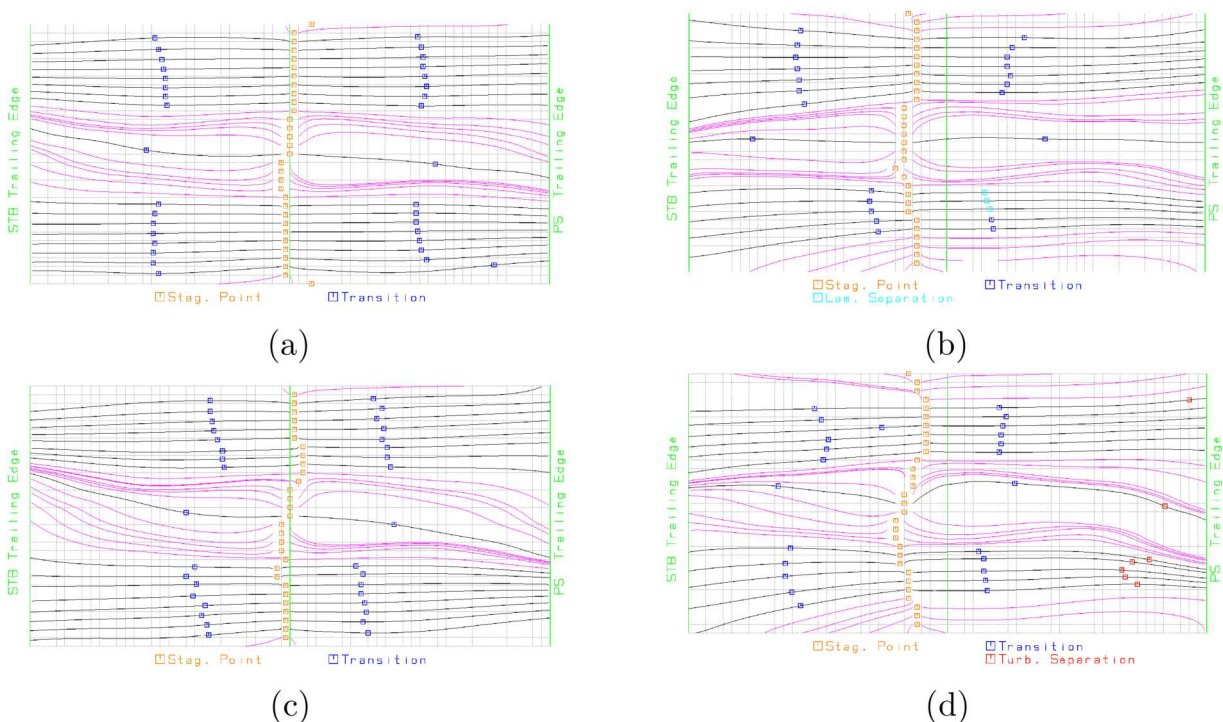 STB Trailing Edge
PS Trailing Edge
Stag. Point
Transition
(a)
STB Trailing Edge
PS Trailing Edge
Stag. Point
Transition
Lam. Separation
(b)
STB Trailing Edge
PS Trailing Edge
Stag. Point
Transition
(c)
STB Trailing Edge
PS Trailing Edge
Stag. Point
Transition
Turb. Separation
(d)